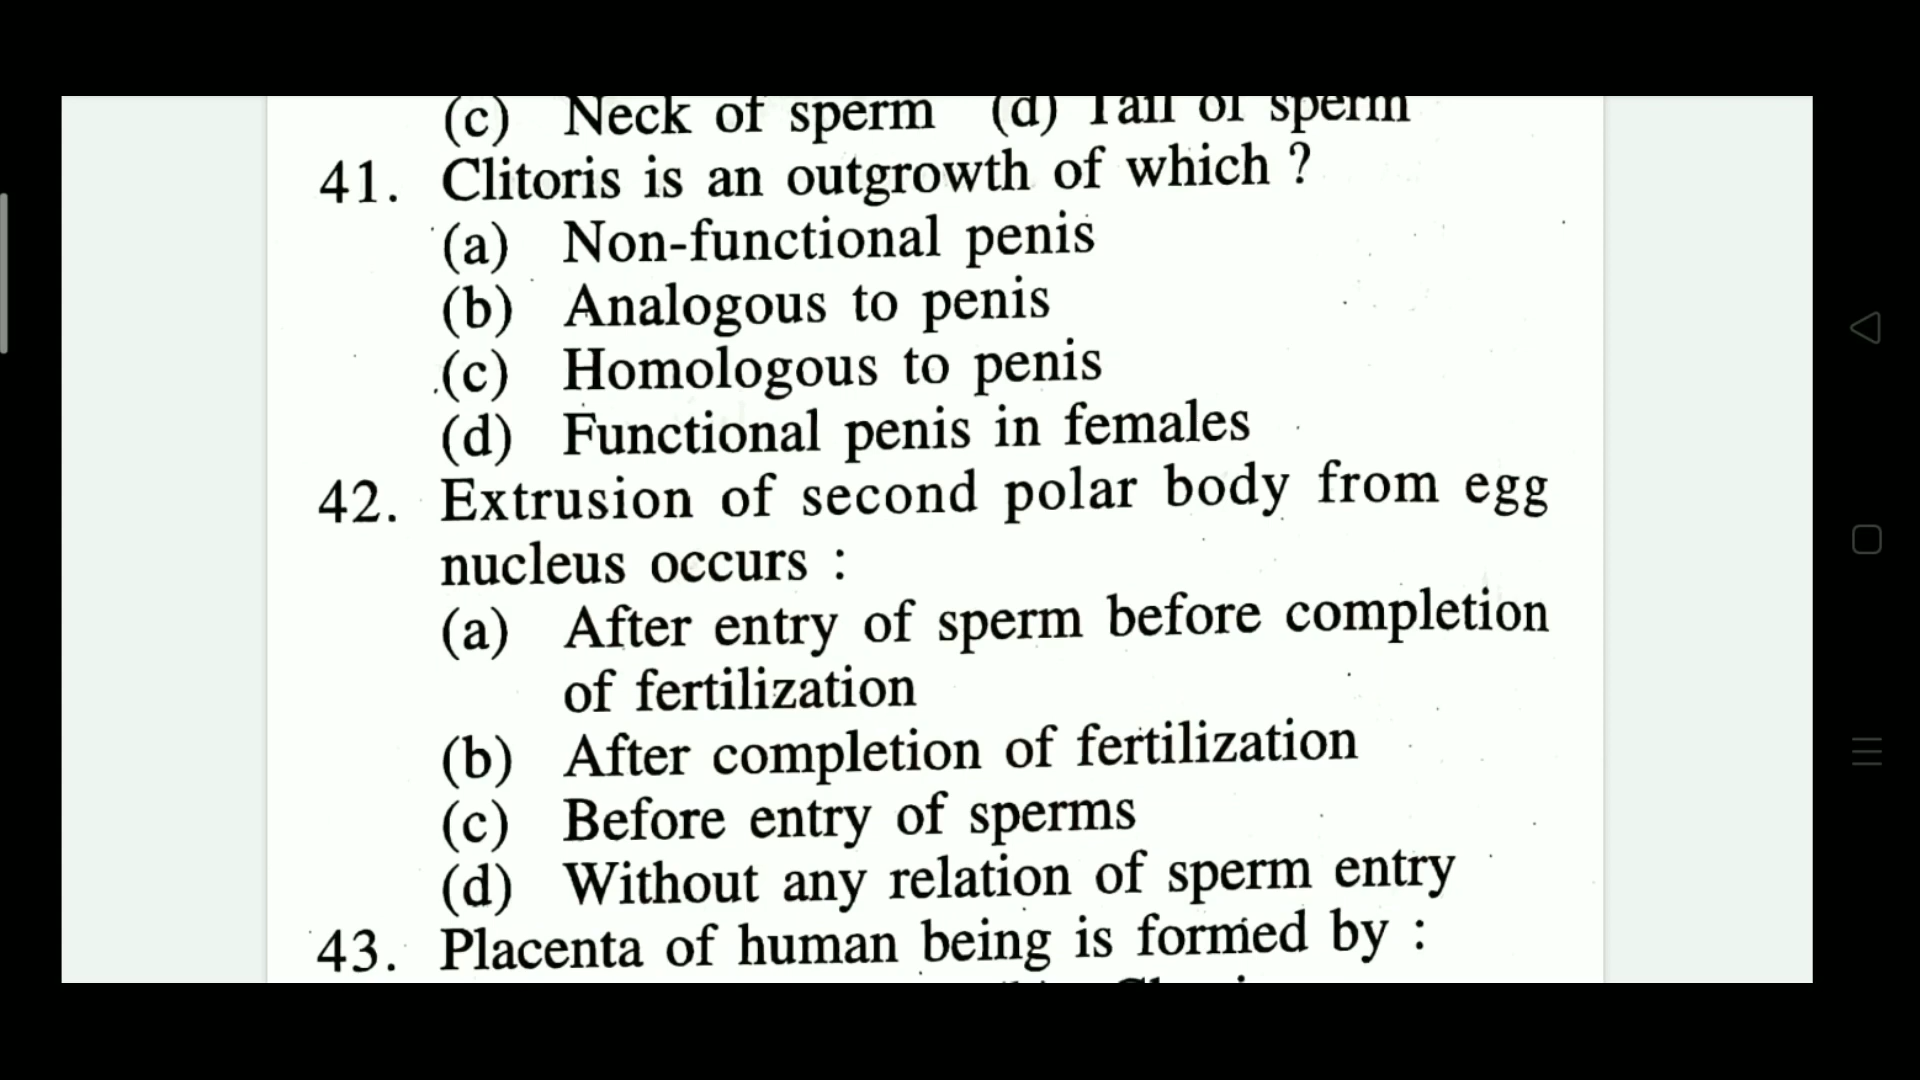 (c) Neck of sperm (d) Tail of sperm
41. Clitoris is an outgrowth of which ?
(a) Non-functional penis
(b) Analogous to penis
(c) Homologous to penis
(d) Functional penis in females
42. Extrusion of second polar body from egg
nucleus occurs :
(a) After entry of sperm before completion
of fertilization
(b) After completion of fertilization
(c) Before entry of sperms
(d) Without any relation of sperm entry
43. Placenta of human being is formed by :